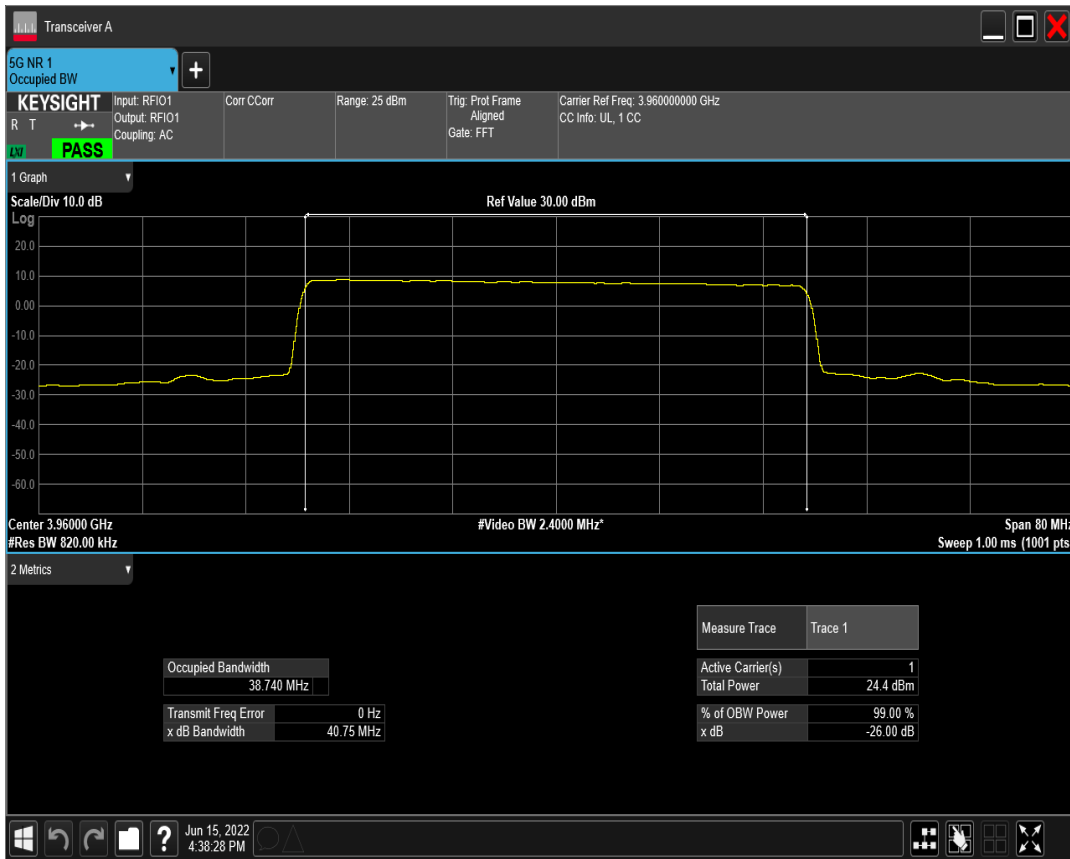 Transceiver A
5G NR 1
Occupied BW
+
KEYSIGHT
R T
LXI
PASS
Input: RFIO1
Output: RFIO1
Coupling: AC
Corr CCorr
Range: 25 dBm
Trig: Prot Frame
Aligned
Gate: FFT
Carrier Ref Freq: 3.960000000 GHz
CC Info: UL, 1 CC
1 Graph
Scale/Div 10.0 dB
Ref Value 30.00 dBm
Log
20.0
10.0
0.00
-10.0
-20.0
-30.0
-40.0
-50.0
-60.0
Center 3.96000 GHz
#Video BW 2.4000 MHz*
Span 80 MHz
#Res BW 820.00 kHz
Sweep 1.00 ms (1001 pts
2 Metrics
Measure Trace Trace 1
Occupied Bandwidth
38.740 MHz
Active Carrier(s) 1
Total Power 24.4 dBm
Transmit Freq Error 0 Hz
x dB Bandwidth 40.75 MHz
% of OBW Power 99.00 %
x dB -26.00 dB
?
Jun 15, 2022
4:38:28 PM